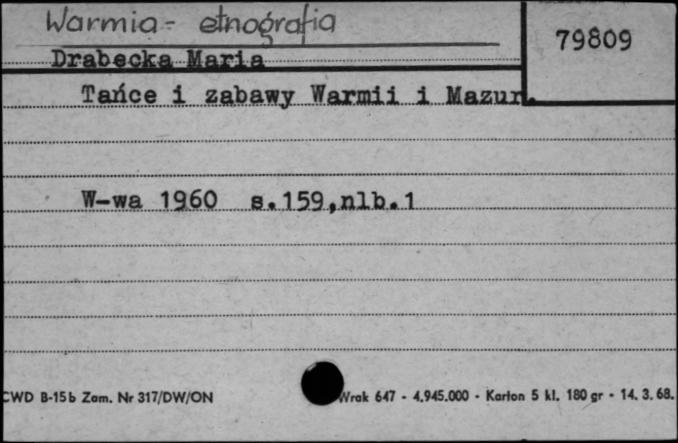 Warmia - etnografia
79809
Drabecka Maria
Tańce i zabawy Warmii i Mazur.
W-wa 1960 s.159,nlb.1
CWD B-15b Zam. Nr 317/DW/ON Wrak 647 - 4.945.000 - Karton 5 kl. 180 gr - 14. 3. 68.